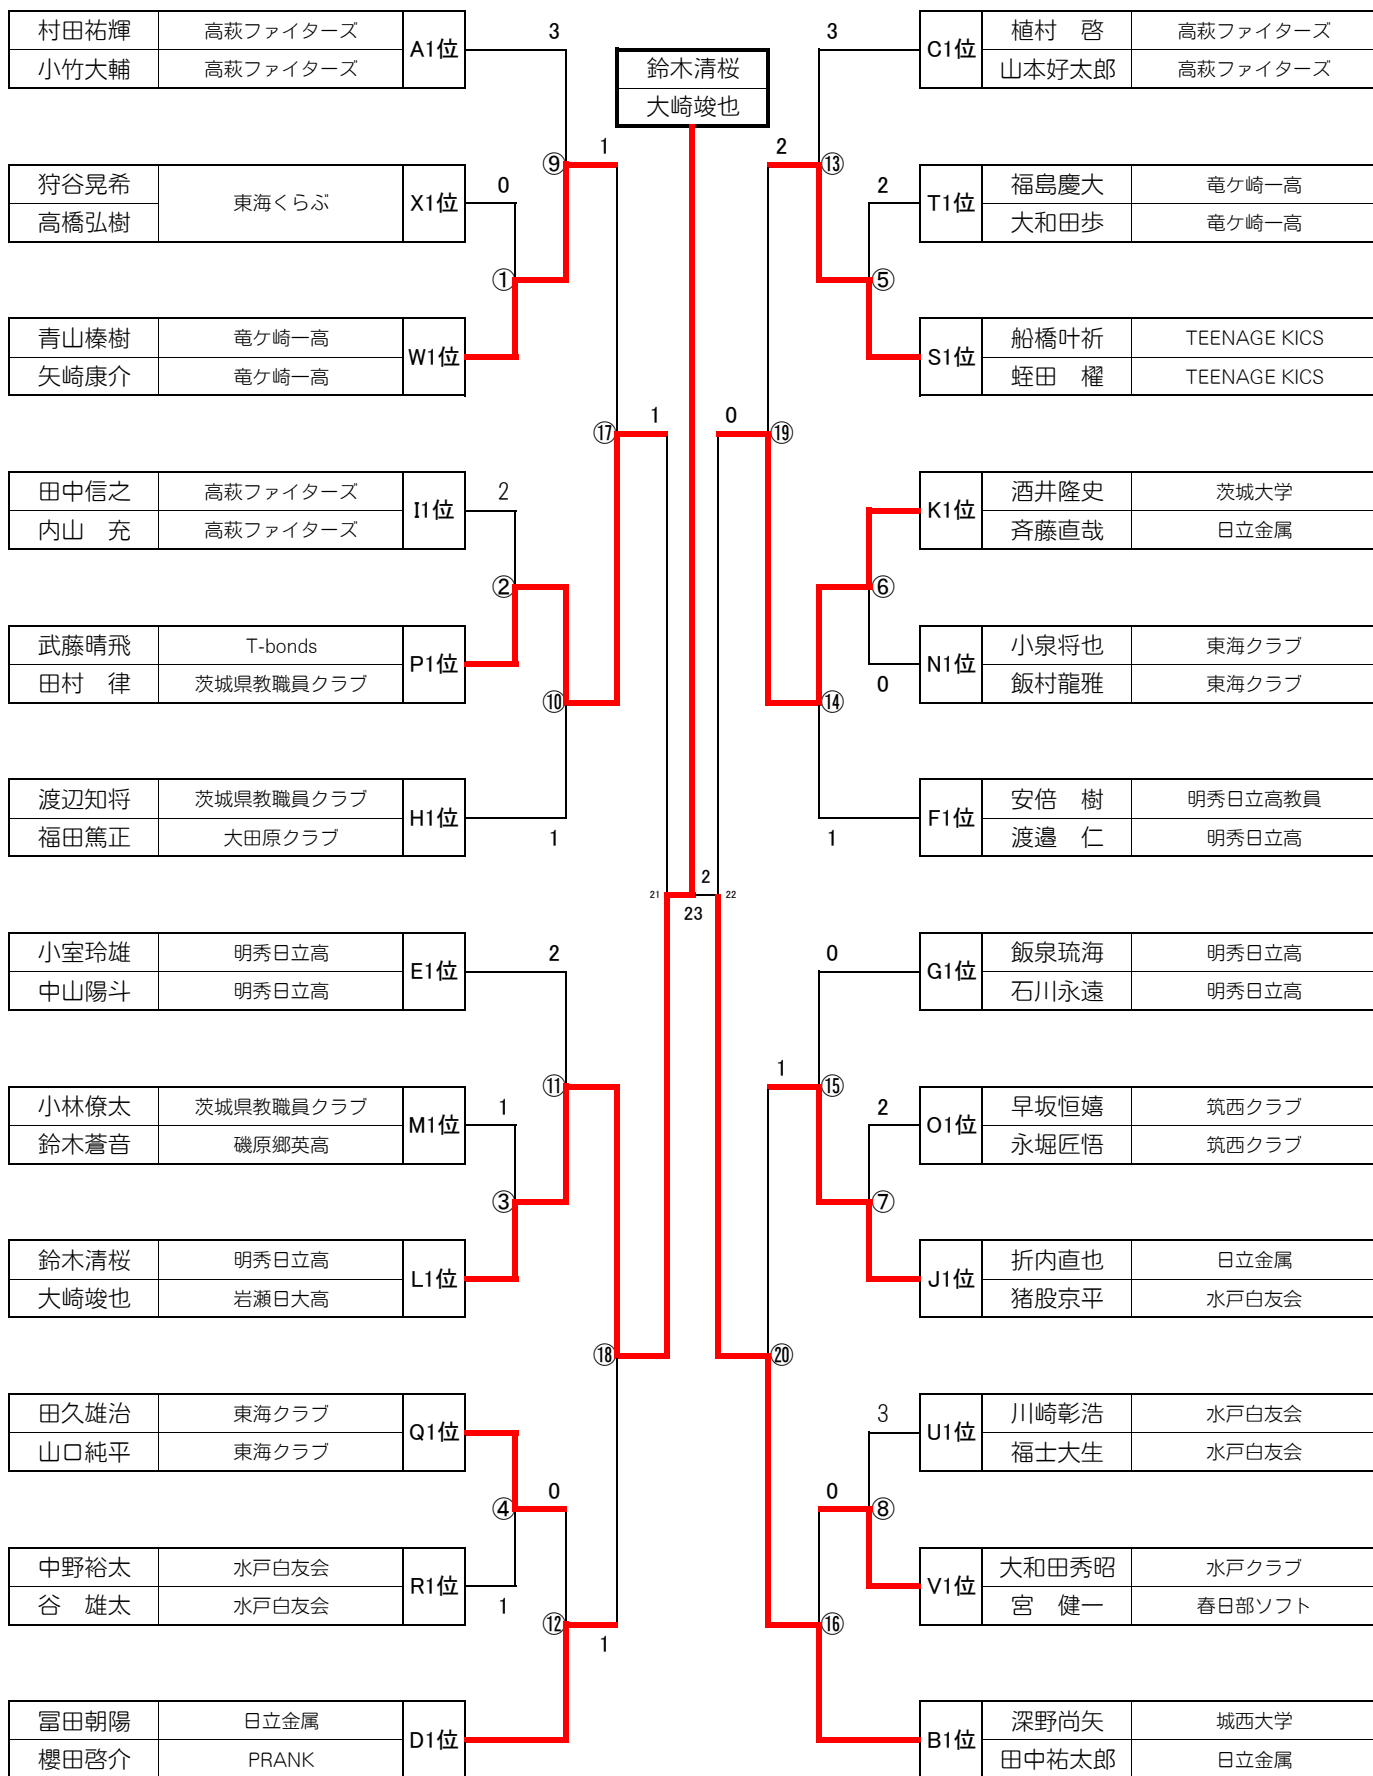 鈴木清桜
大崎竣也
村田祐輝 高萩ファイターズ A1位 3
小竹大輔 高萩ファイターズ
⑨ 1
狩谷晃希 東海くらぶ X1位 0
高橋弘樹
①
青山榛樹 竜ケ崎一高 W1位
矢崎康介 竜ケ崎一高
⑰ 1
田中信之 高萩ファイターズ I1位 2
内山 充 高萩ファイターズ
②
武藤晴飛 T-bonds P1位
田村 律 茨城県教職員クラブ
⑩
渡辺知将 茨城県教職員クラブ H1位 1
福田篤正 大田原クラブ
21 2 22
23
小室玲雄 明秀日立高 E1位 2
中山陽斗 明秀日立高
⑪
小林僚太 茨城県教職員クラブ M1位 1
鈴木蒼音 磯原郷英高
③
鈴木清桜 明秀日立高 L1位
大崎竣也 岩瀬日大高
⑱
田久雄治 東海クラブ Q1位
山口純平 東海クラブ
④ 0
中野裕太 水戸白友会 R1位 1
谷 雄太 水戸白友会
⑫ 1
冨田朝陽 日立金属 D1位
櫻田啓介 PRANK
3 C1位 植村 啓 高萩ファイターズ
山本好太郎 高萩ファイターズ
2 ⑬
2 T1位 福島慶大 竜ケ崎一高
大和田歩 竜ケ崎一高
⑤
S1位 船橋叶祈 TEENAGE KICS
蛭田 櫂 TEENAGE KICS
0 ⑲
K1位 酒井隆史 茨城大学
斉藤直哉 日立金属
⑥
0 N1位 小泉将也 東海クラブ
飯村龍雅 東海クラブ
⑭
1 F1位 安倍 樹 明秀日立高教員
渡邉 仁 明秀日立高
0 G1位 飯泉琉海 明秀日立高
石川永遠 明秀日立高
1 ⑮
2 O1位 早坂恒嬉 筑西クラブ
永堀匠悟 筑西クラブ
⑦
J1位 折内直也 日立金属
猪股京平 水戸白友会
⑳
3 U1位 川崎彰浩 水戸白友会
福士大生 水戸白友会
0 ⑧
V1位 大和田秀昭 水戸クラブ
宮 健一 春日部ソフト
⑯
B1位 深野尚矢 城西大学
田中祐太郎 日立金属